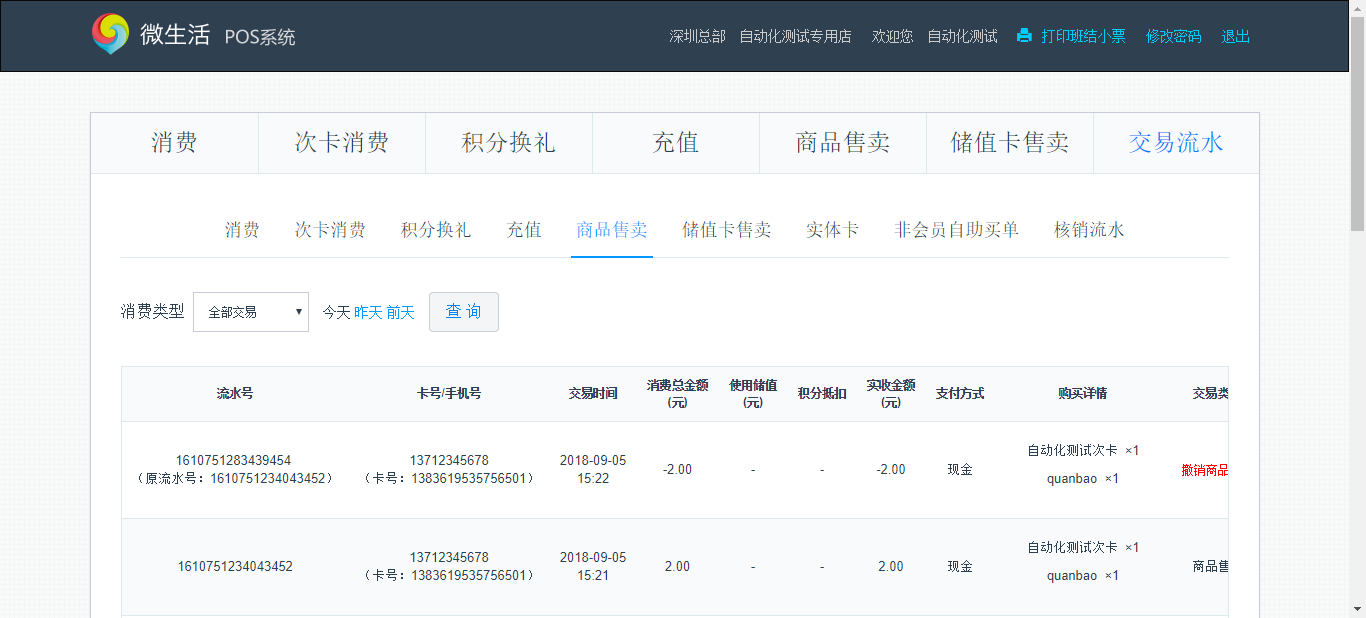 微生活 POS系统 深圳总部 自动化测试专用店 欢迎您 自动化测试 打印班结小票 修改密码 退出
消费 次卡消费 积分换礼 充值 商品售卖 储值卡售卖 交易流水
消费 次卡消费 积分换礼 充值 商品售卖 储值卡售卖 实体卡 非会员自助买单 核销流水
消费类型 全部交易 今天 昨天 前天 查 询
流水号 卡号/手机号 交易时间 消费总金额(元) 使用储值(元) 积分抵扣 实收金额(元) 支付方式 购买详情 交易类
1610751283439454 13712345678 2018-09-05 -2.00 - - -2.00 现金 自动化测试次卡 ×1 撤销商品
（原流水号：1610751234043452） （卡号：1383619535756501） 15:22 quanbao ×1
1610751234043452 13712345678 2018-09-05 2.00 - - 2.00 现金 自动化测试次卡 ×1 商品售
（卡号：1383619535756501） 15:21 quanbao ×1